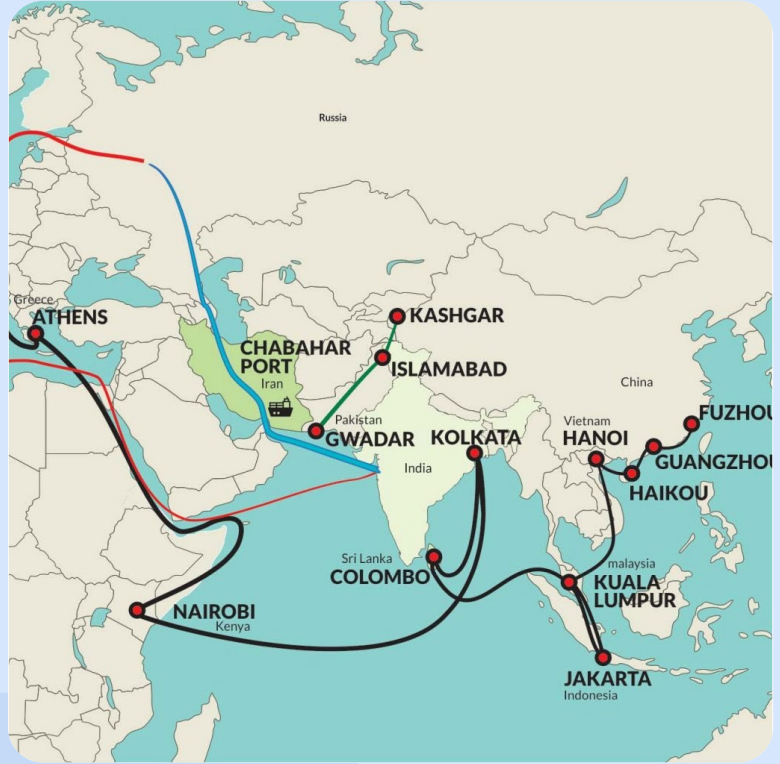 Russia
Greece
ATHENS
KASHGAR
CHABAHAR
PORT
Iran
ISLAMABAD
China
Pakistan
GWADAR
KOLKATA
India
Vietnam
HANOI
FUZHOU
GUANGZHOU
HAIKOU
Sri Lanka
COLOMBO
malaysia
KUALA
LUMPUR
NAIROBI
Kenya
JAKARTA
Indonesia